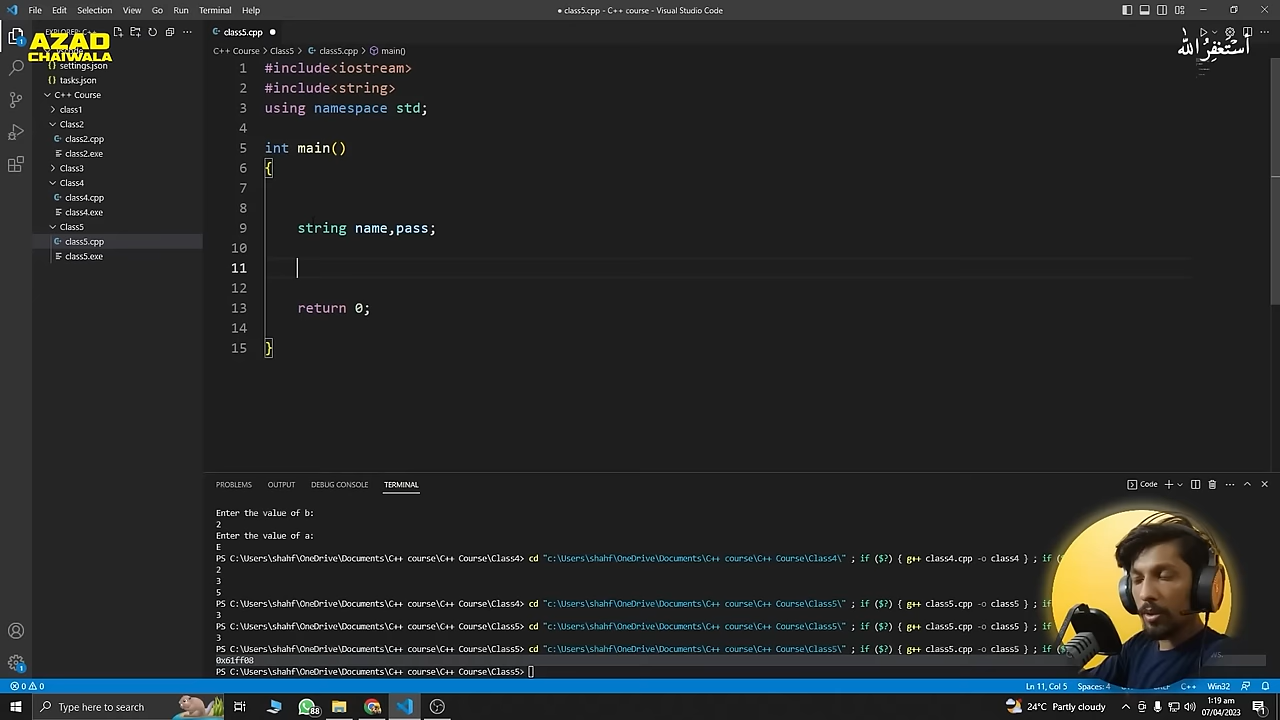 File Edit Selection View Go Run Terminal Help
● class5.cpp - C++ course - Visual Studio Code
AZAD
CHAIWALA
settings.json
tasks.json
C++ Course
class1
Class2
class2.cpp
class2.exe
Class3
Class4
class4.cpp
class4.exe
Class5
class5.cpp
class5.exe
class5.cpp ●
C++ Course > Class5 > class5.cpp > main()
أستغفر الله
1 #include<iostream>
2 #include<string>
3 using namespace std;
4
5 int main()
6 {
7
8
9 string name,pass;
10
11
12
13 return 0;
14
15 }
PROBLEMS OUTPUT DEBUG CONSOLE TERMINAL
Code
Enter the value of b:
2
Enter the value of a:
E
PS C:\Users\shahf\OneDrive\Documents\C++ course\C++ Course\Class4> cd "c:\Users\shahf\OneDrive\Documents\C++ course\C++ Course\Class4\" ; if ($?) { g++ class4.cpp -o class4 } ; if (
2
3
5
PS C:\Users\shahf\OneDrive\Documents\C++ course\C++ Course\Class4> cd "c:\Users\shahf\OneDrive\Documents\C++ course\C++ Course\Class5\" ; if ($?) { g++ class5.cpp -o class5 } ; if (
3
PS C:\Users\shahf\OneDrive\Documents\C++ course\C++ Course\Class5> cd "c:\Users\shahf\OneDrive\Documents\C++ course\C++ Course\Class5\" ; if ($?) { g++ class5.cpp -o class5 } ; if
3
PS C:\Users\shahf\OneDrive\Documents\C++ course\C++ Course\Class5> cd "c:\Users\shahf\OneDrive\Documents\C++ course\C++ Course\Class5\" ; if ($?) { g++ class5.cpp -o class5 } ; if
0x61ff08
PS C:\Users\shahf\OneDrive\Documents\C++ course\C++ Course\Class5>
0 0 Ln 11, Col 5 Spaces: 4 C++ Win32
Type here to search
88
24°C Partly cloudy
1:19 am
07/04/2023